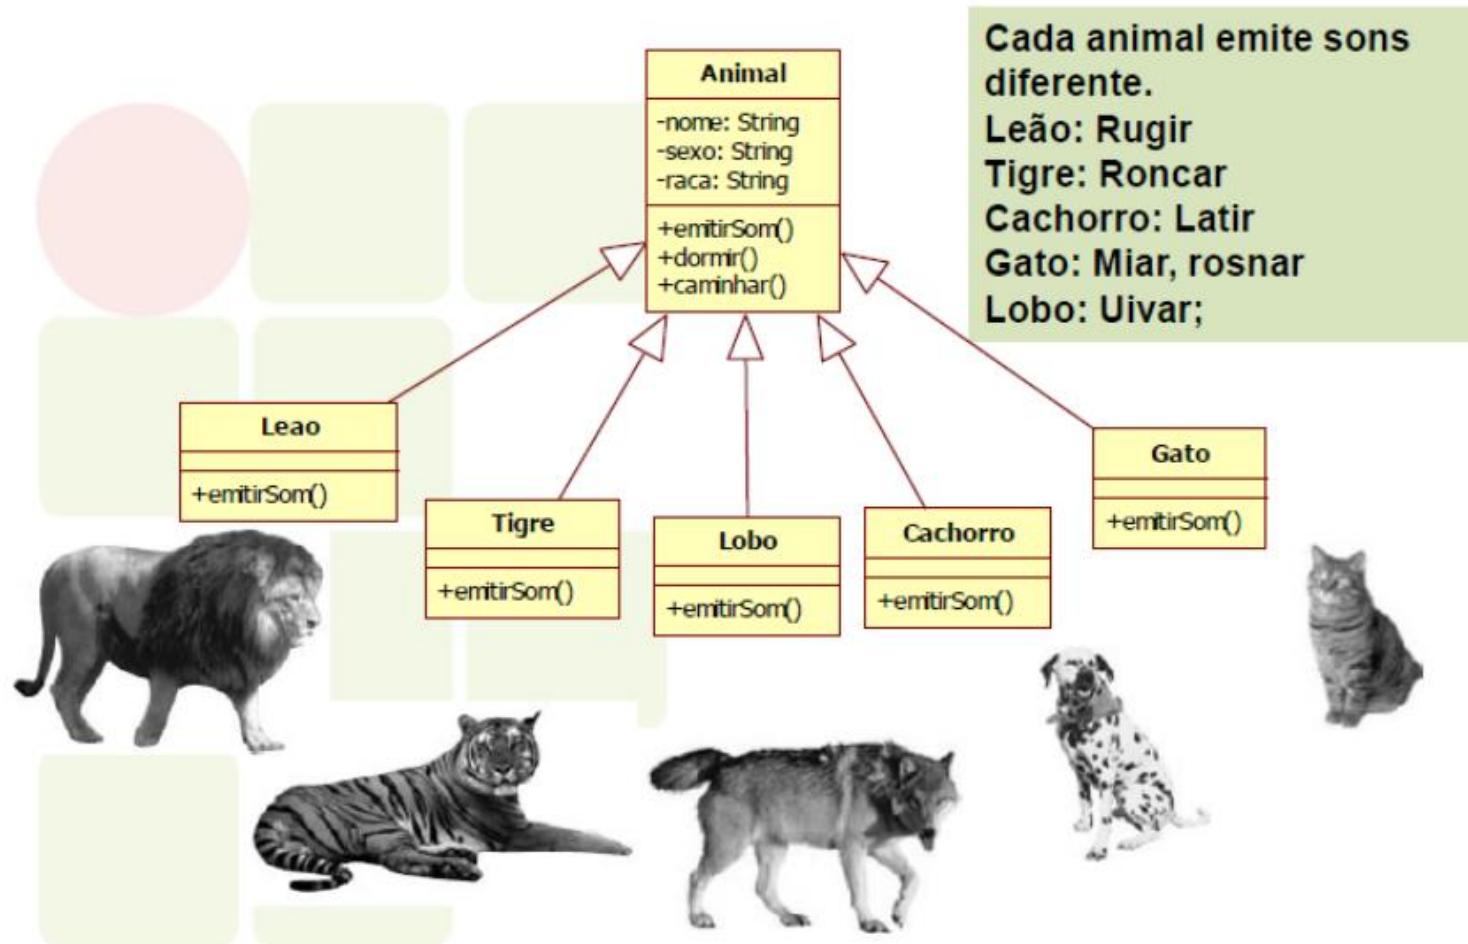 Cada animal emite sons
diferente.
Leão: Rugir
Tigre: Roncar
Cachorro: Latir
Gato: Miar, rosnar
Lobo: Uivar;
Animal
-nome: String
-sexo: String
-raca: String
+emitirSom()
+dormir()
+caminhar()
Leao
+emitirSom()
Tigre
+emitirSom()
Lobo
+emitirSom()
Cachorro
+emitirSom()
Gato
+emitirSom()